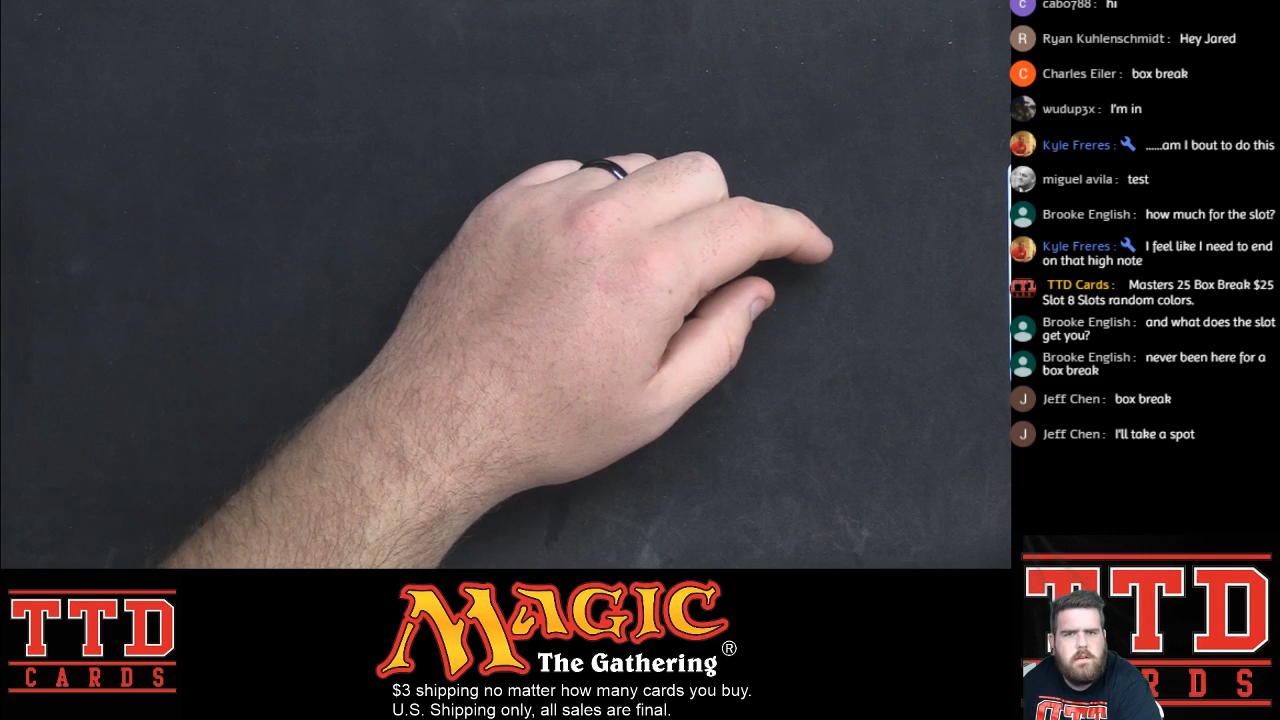 cabo788: hi
Ryan Kuhlenschmidt: Hey Jared
Charles Eiler: box break
wudup3x: I'm in
Kyle Freres: ......am I bout to do this
miguel avila: test
Brooke English: how much for the slot?
Kyle Freres: I feel like I need to end
on that high note
TTD Cards: Masters 25 Box Break $25
Slot 8 Slots random colors.
Brooke English: and what does the slot
get you?
Brooke English: never been here for a
box break
Jeff Chen: box break
Jeff Chen: I'll take a spot
TTD
CARDS
MAGIC
The Gathering®
$3 shipping no matter how many cards you buy.
U.S. Shipping only, all sales are final.
TTD
RDS